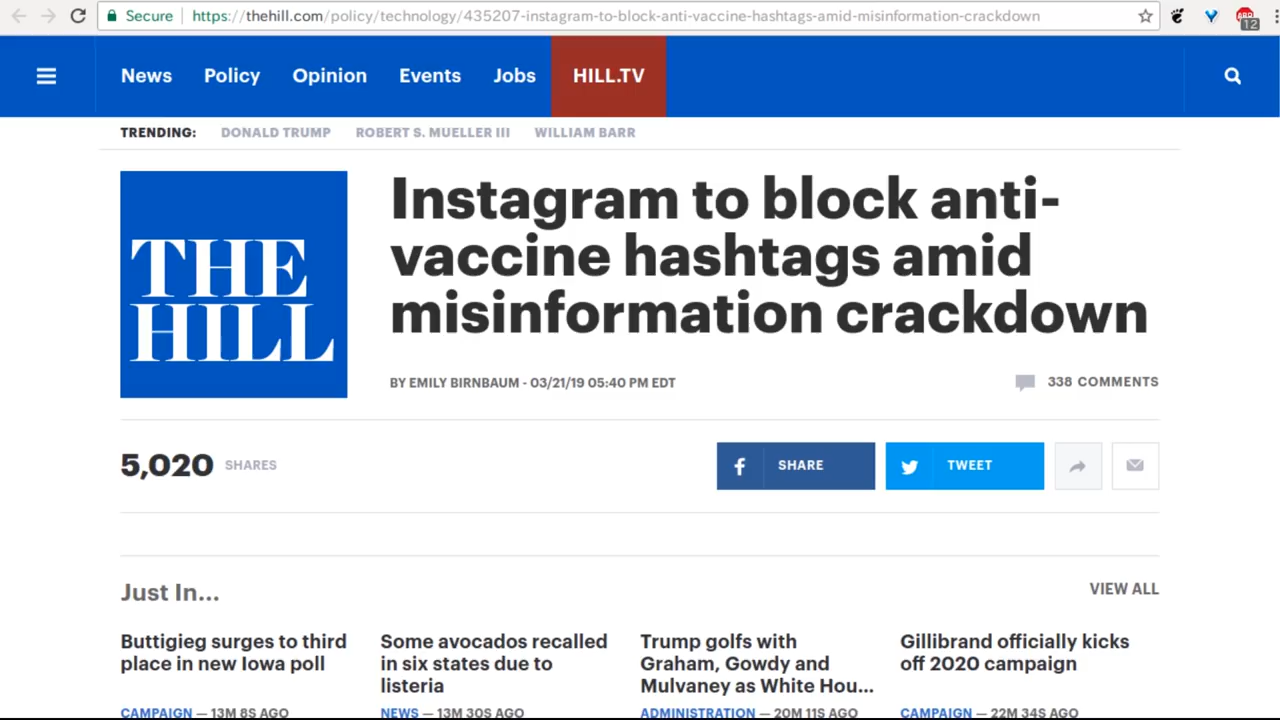 Secure https://thehill.com/policy/technology/435207-instagram-to-block-anti-vaccine-hashtags-amid-misinformation-crackdown
12
News Policy Opinion Events Jobs HILL.TV
TRENDING: DONALD TRUMP ROBERT S. MUELLER III WILLIAM BARR
THE
HILL
Instagram to block anti-
vaccine hashtags amid
misinformation crackdown
BY EMILY BIRNBAUM - 03/21/19 05:40 PM EDT
338 COMMENTS
5,020 SHARES
SHARE
TWEET
Just In...
VIEW ALL
Buttigieg surges to third
place in new Iowa poll
CAMPAIGN — 13M 8S AGO
Some avocados recalled
in six states due to
listeria
NEWS — 13M 30S AGO
Trump golfs with
Graham, Gowdy and
Mulvaney as White Hou...
ADMINISTRATION — 20M 11S AGO
Gillibrand officially kicks
off 2020 campaign
CAMPAIGN — 22M 34S AGO